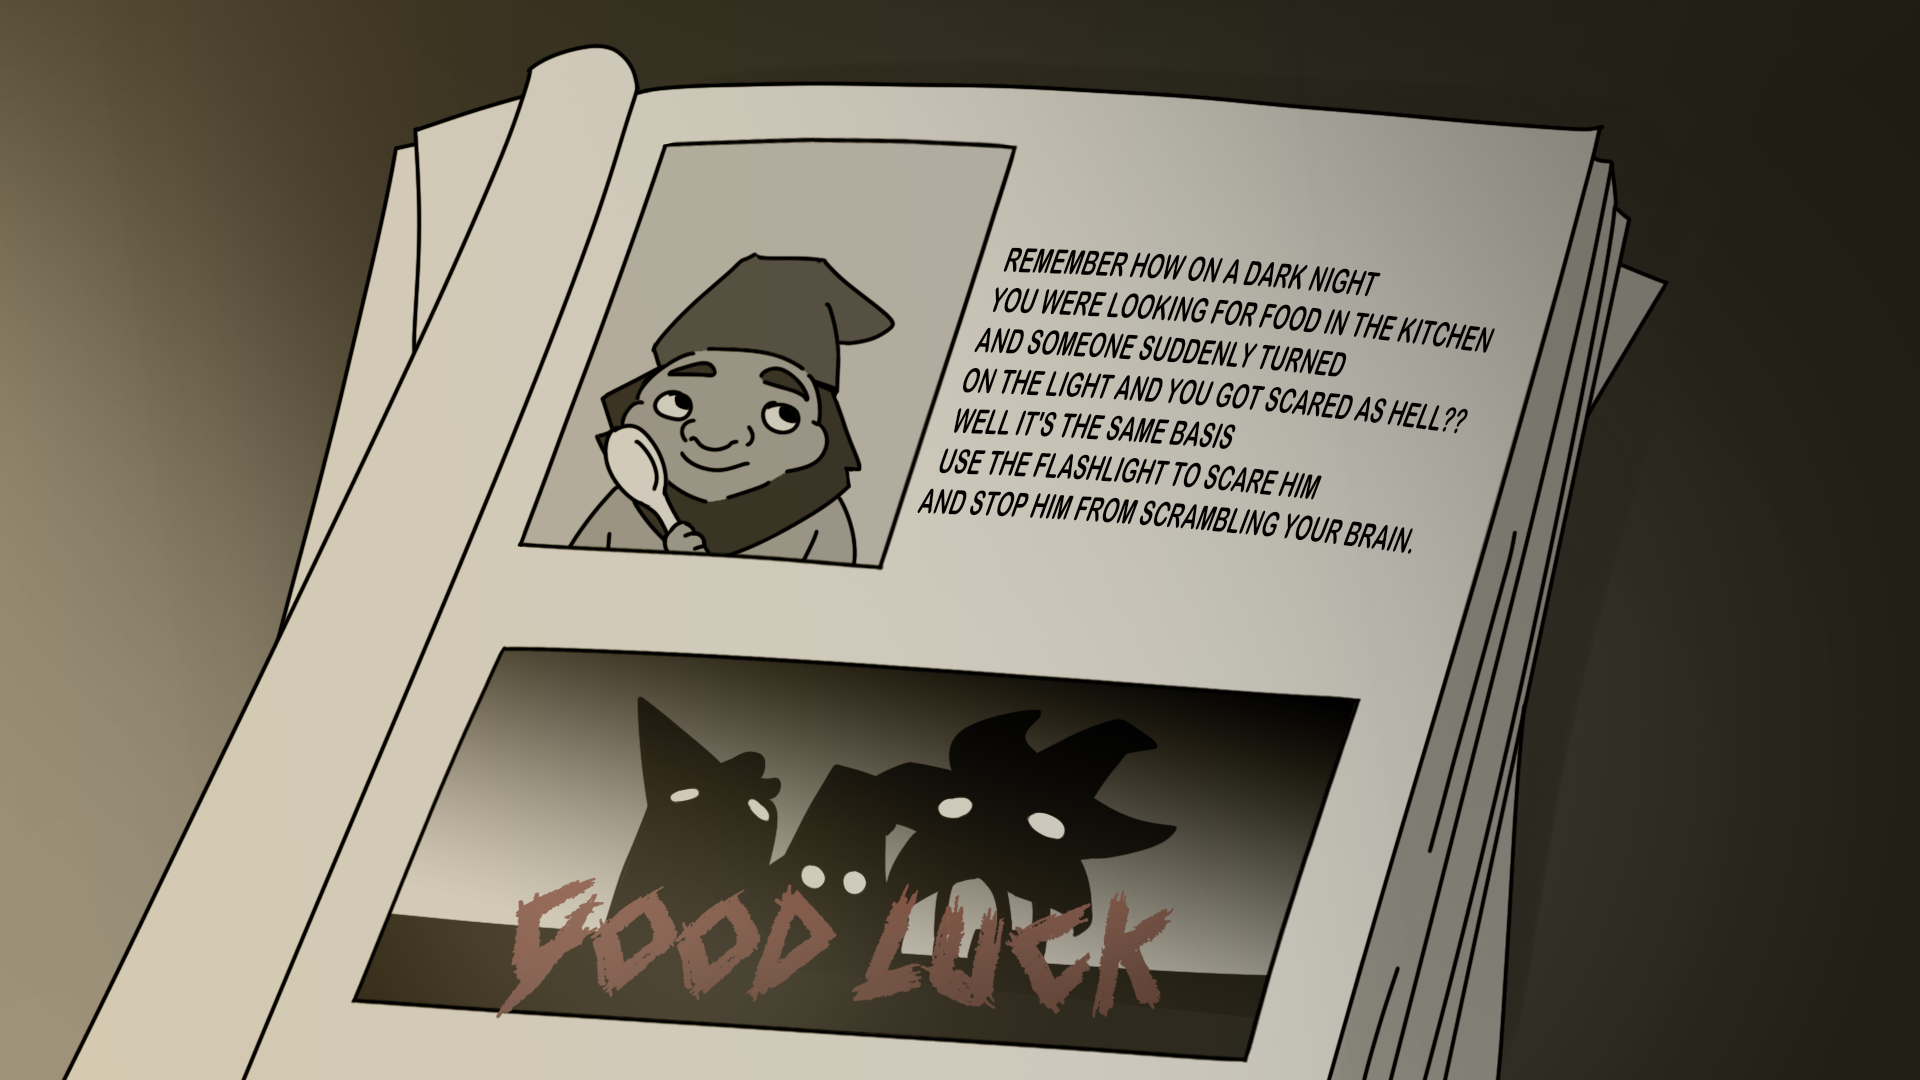 REMEMBER HOW ON A DARK NIGHT
YOU WERE LOOKING FOR FOOD IN THE KITCHEN
AND SOMEONE SUDDENLY TURNED
ON THE LIGHT AND YOU GOT SCARED AS HELL??
WELL IT'S THE SAME BASIS
USE THE FLASHLIGHT TO SCARE HIM
AND STOP HIM FROM SCRAMBLING YOUR BRAIN.
GOOD LUCK